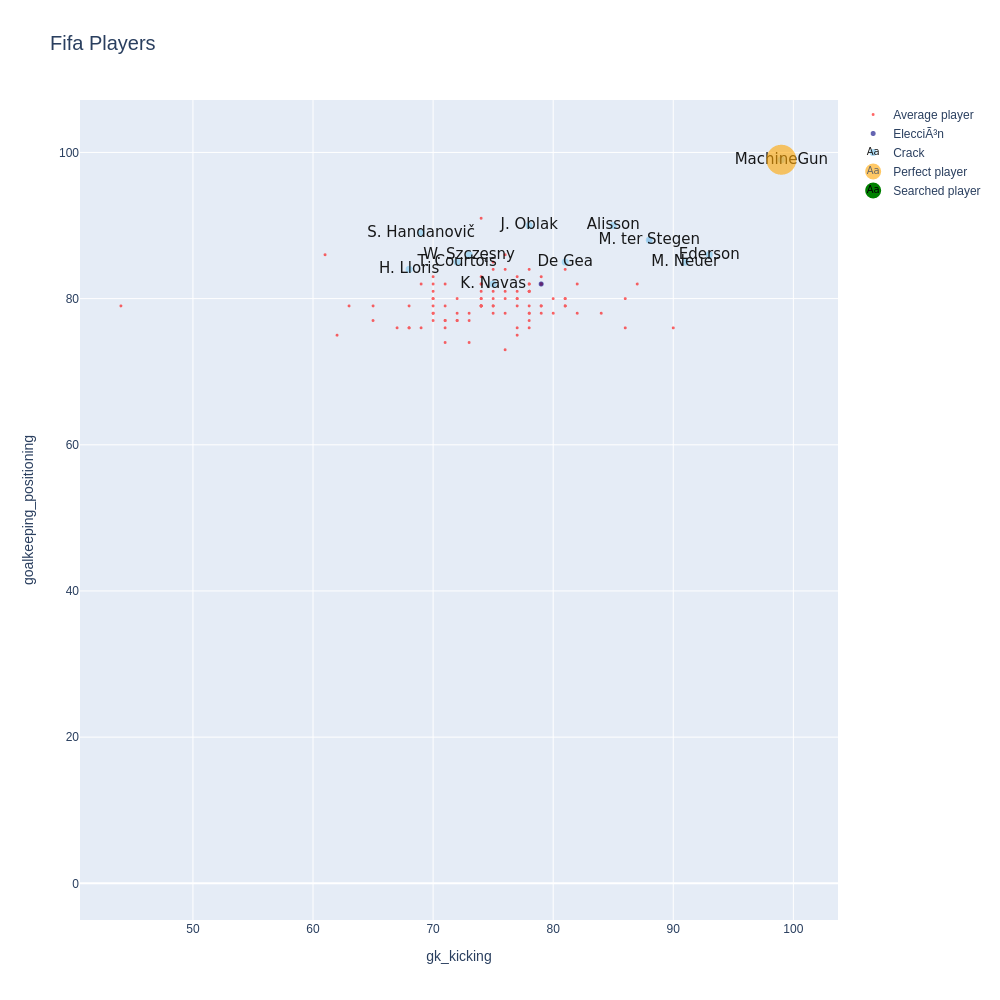 Fifa Players
Average player
ElecciÃ³n
Aa Crack
Aa Perfect player
Aa Searched player
goalkeeping_positioning
100
80
60
40
20
0
MachineGun
J. Oblak
Alisson
S. Handanovič
M. ter Stegen
W. Szczęsny
Ederson
T. Courtois
De Gea
M. Neuer
H. Lloris
K. Navas
50 60 70 80 90 100
gk_kicking